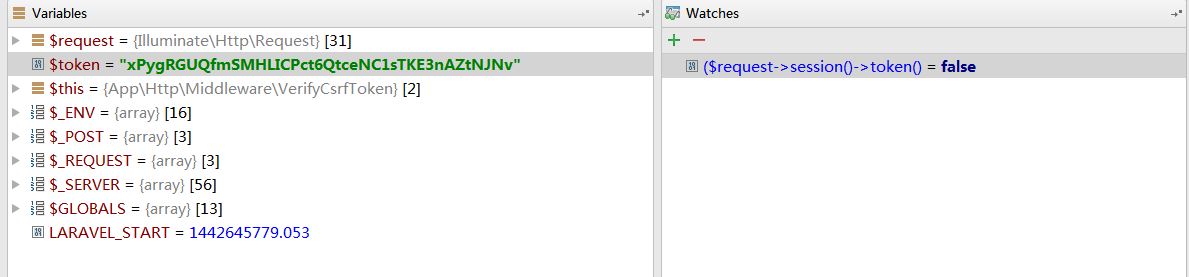 Variables
$request = {Illuminate\Http\Request} [31]
$token = "xPygRGUQfmSMHLICPct6QtceNC1sTKE3nAZtNJNv"
$this = {App\Http\Middleware\VerifyCsrfToken} [2]
$_ENV = {array} [16]
$_POST = {array} [3]
$_REQUEST = {array} [3]
$_SERVER = {array} [56]
$GLOBALS = {array} [13]
LARAVEL_START = 1442645779.053
Watches
($request->session()->token() = false